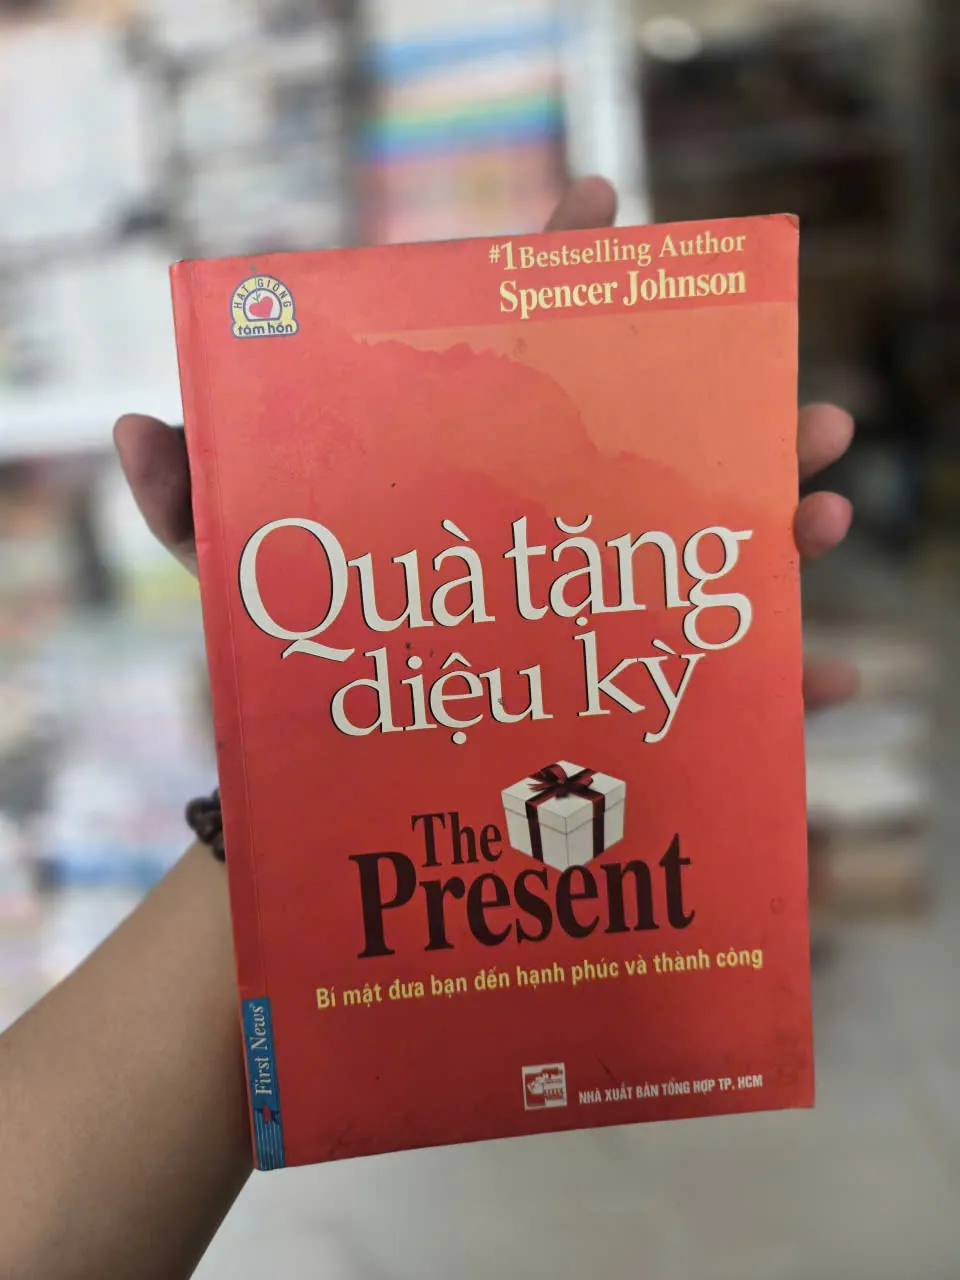 #1 Bestselling Author
Spencer Johnson
HẠT GIỐNG
tâm hồn
Quà tặng
diệu kỳ
The
Present
Bí mật đưa bạn đến hạnh phúc và thành công
First News
NHÀ XUẤT BẢN TỔNG HỢP TP. HCM